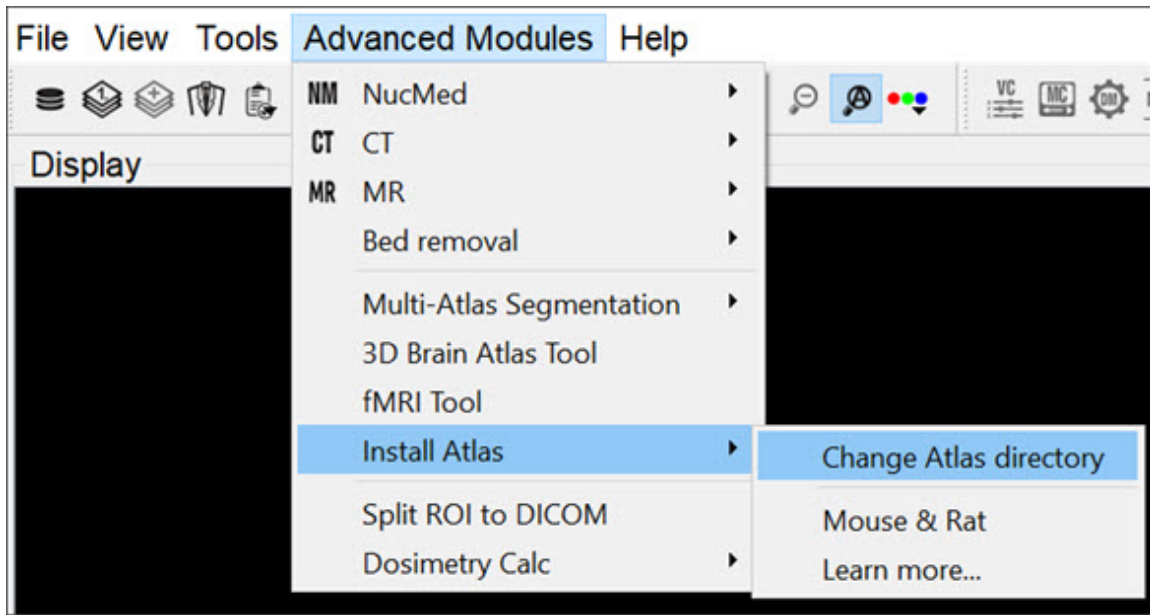 File View Tools Advanced Modules Help
1 + A VC MC DM
Display
NM NucMed
CT CT
MR MR
Bed removal
Multi-Atlas Segmentation
3D Brain Atlas Tool
fMRI Tool
Install Atlas
Change Atlas directory
Split ROI to DICOM
Mouse & Rat
Dosimetry Calc
Learn more...